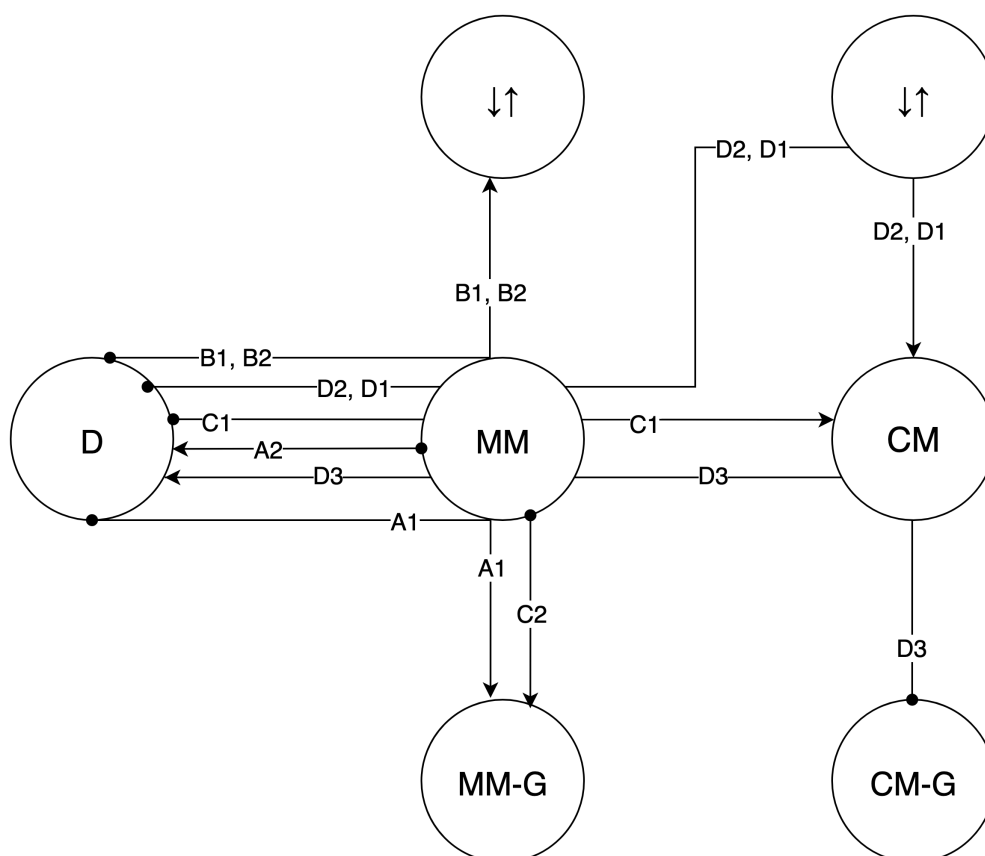 ↓↑
↓↑
D2, D1
D2, D1
B1, B2
B1, B2
D2, D1
C1
C1
D
MM
CM
A2
D3
D3
A1
A1
C2
D3
MM-G
CM-G